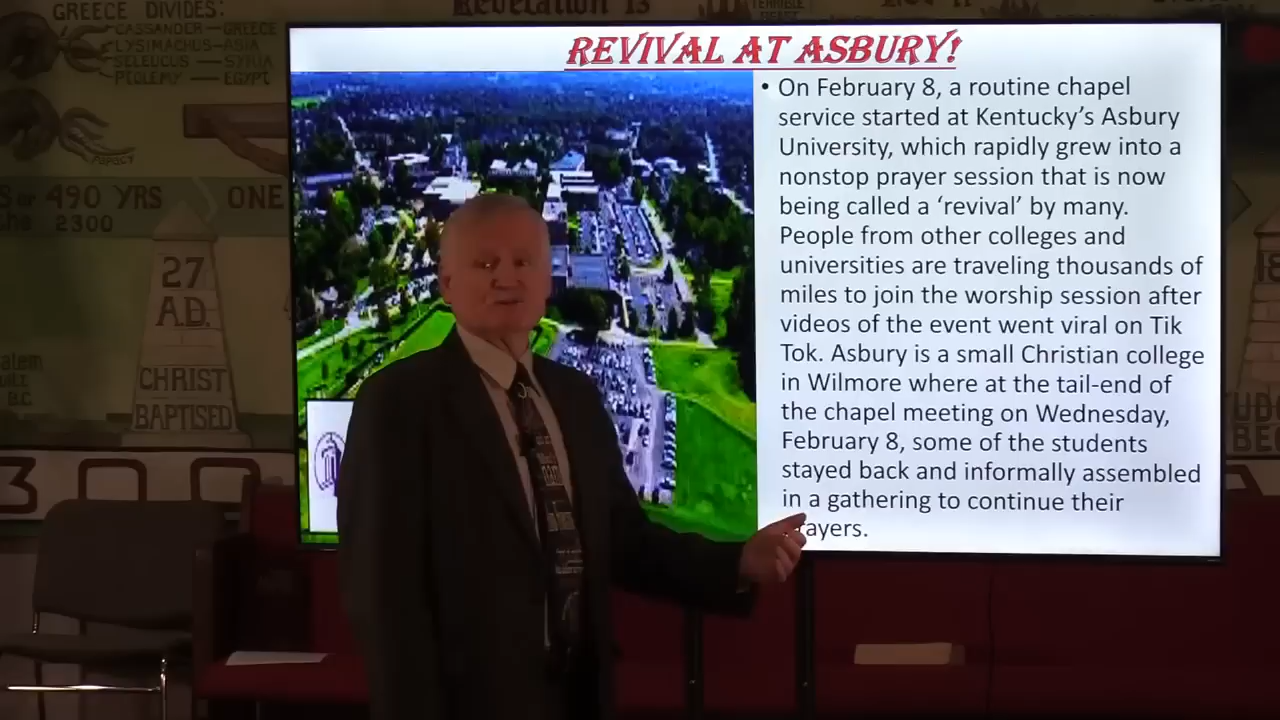 GREECE DIVIDES:
CASSANDER—GREECE
LYSIMACHUS—ASIA
SELEUCUS—SYRIA
PTOLEMY—EGYPT
PAPACY
Revelation 13
TERRIBLE
490 YRS
ONE
2300
27
A.D.
CHRIST
BAPTISED
B.C.
REVIVAL AT ASBURY!
• On February 8, a routine chapel
service started at Kentucky’s Asbury
University, which rapidly grew into a
nonstop prayer session that is now
being called a ‘revival’ by many.
People from other colleges and
universities are traveling thousands of
miles to join the worship session after
videos of the event went viral on Tik
Tok. Asbury is a small Christian college
in Wilmore where at the tail-end of
the chapel meeting on Wednesday,
February 8, some of the students
stayed back and informally assembled
in a gathering to continue their
rayers.